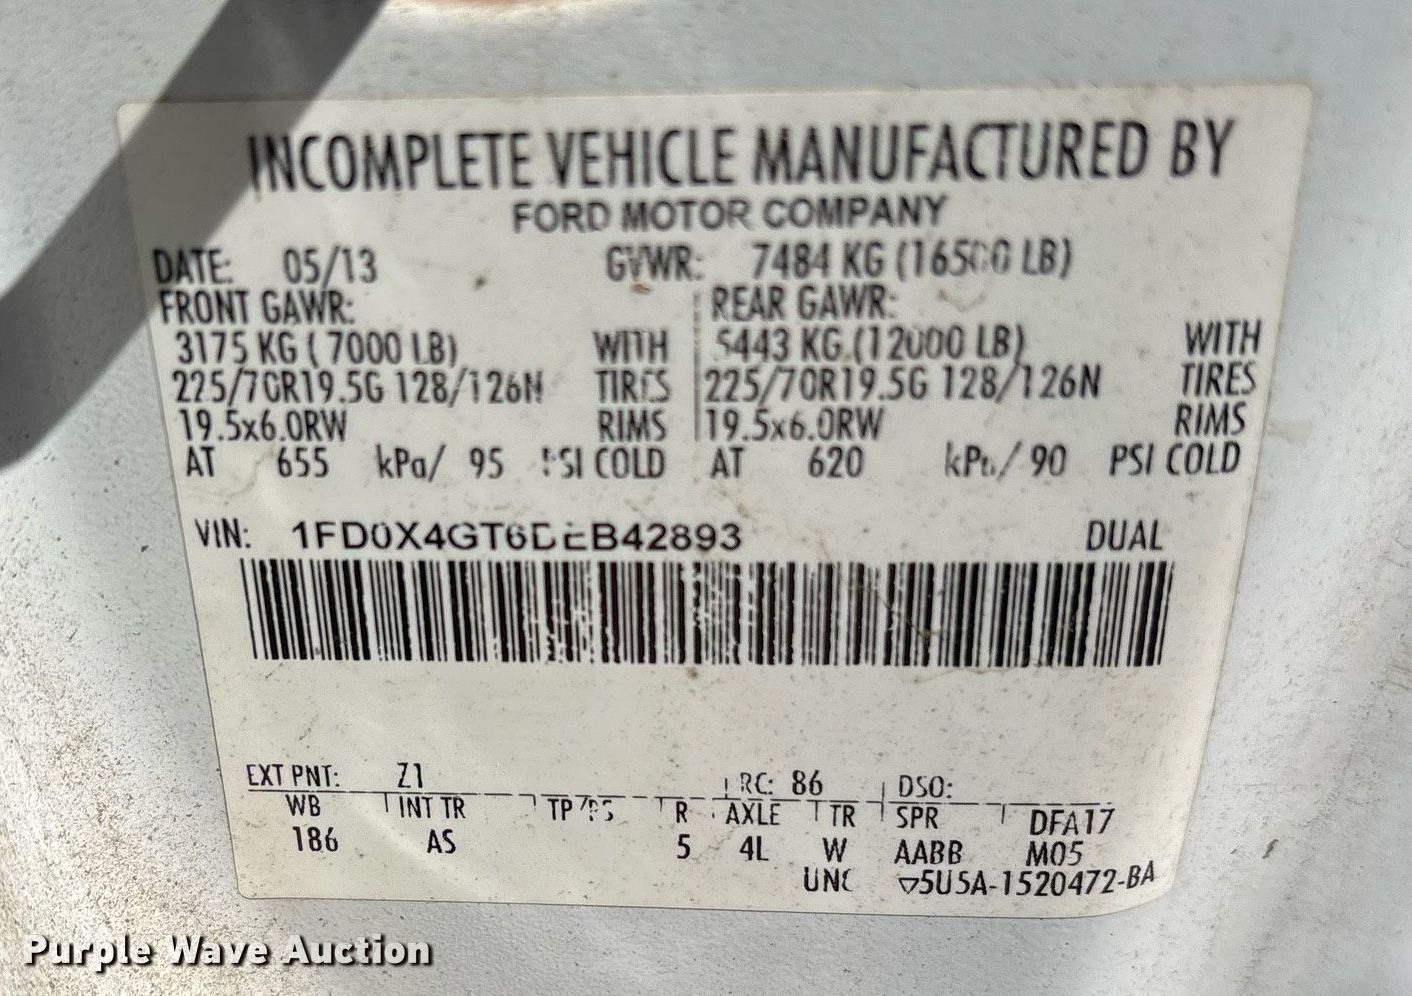 INCOMPLETE VEHICLE MANUFACTURED BY
FORD MOTOR COMPANY
DATE: 05/13 GVWR: 7484 KG (16500 LB)
FRONT GAWR: REAR GAWR:
3175 KG ( 7000 LB) WITH 5443 KG (12000 LB) WITH
225/70R19.5G 128/126N TIRES 225/70R19.5G 128/126N TIRES
19.5x6.0RW RIMS 19.5x6.0RW RIMS
AT 655 kPa/ 95 PSI COLD AT 620 kPa/ 90 PSI COLD
VIN: 1FD0X4GT6DEB42893 DUAL
EXT PNT: Z1 RC: 86 DSO:
WB INT TR TP/PS R AXLE TR SPR DFA17
186 AS 5 4L W AABB M05
UNC ▽5U5A-1520472-BA
Purple Wave Auction